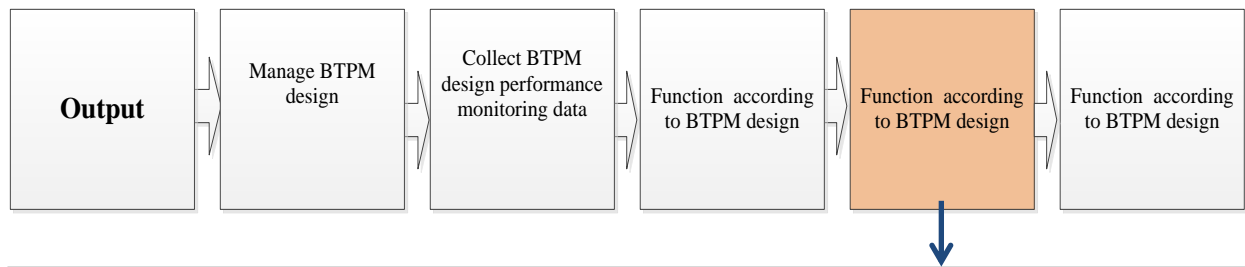 Output
Manage BTPM
design
Collect BTPM
design performance
monitoring data
Function according
to BTPM design
Function according
to BTPM design
Function according
to BTPM design